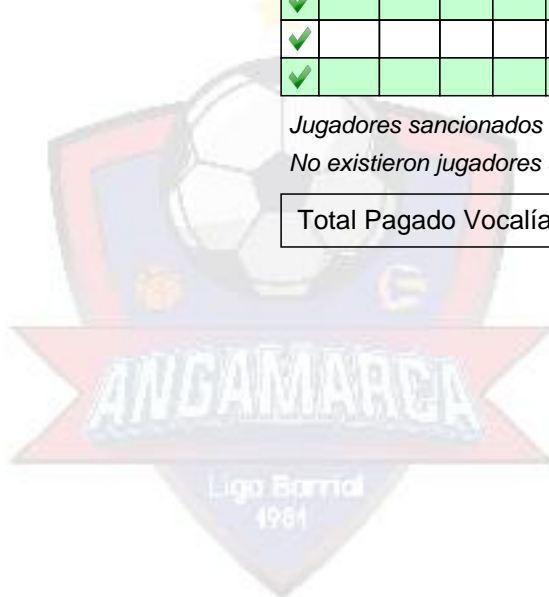 Jugadores sancionados
No existieron jugadores
Total Pagado Vocalía
ANGAMARCA
Liga Barrial
1981